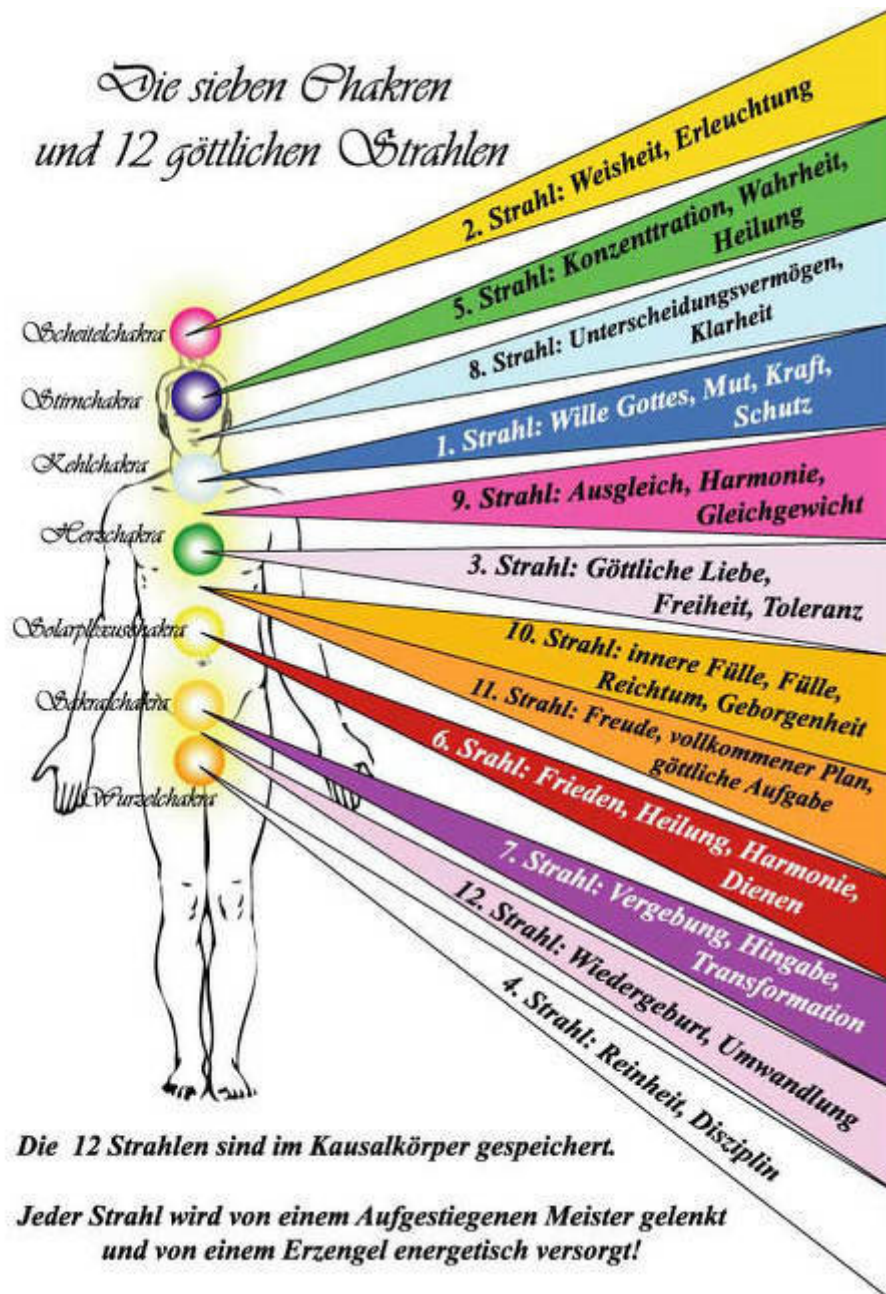 Die sieben Chakren
und 12 göttlichen Strahlen
2. Strahl: Weisheit, Erleuchtung
5. Strahl: Konzenttration, Wahrheit,
Heilung
8. Strahl: Unterscheidungsvermögen,
Klarheit
1. Strahl: Wille Gottes, Mut, Kraft,
Schutz
9. Strahl: Ausgleich, Harmonie,
Gleichgewicht
3. Strahl: Göttliche Liebe,
Freiheit, Toleranz
10. Strahl: innere Fülle, Fülle,
Reichtum, Geborgenheit
11. Strahl: Freude, vollkommener Plan,
göttliche Aufgabe
6. Srahl: Frieden, Heilung, Harmonie,
Dienen
7. Strahl: Vergebung, Hingabe,
Transformation
12. Strahl: Wiedergeburt, Umwandlung
4. Strahl: Reinheit, Disziplin
Scheitelchakra
Stirnchakra
Kehlchakra
Herzchakra
Solarplexuschakra
Sakralchakra
Wurzelchakra
Die 12 Strahlen sind im Kausalkörper gespeichert.
Jeder Strahl wird von einem Aufgestiegenen Meister gelenkt
und von einem Erzengel energetisch versorgt!